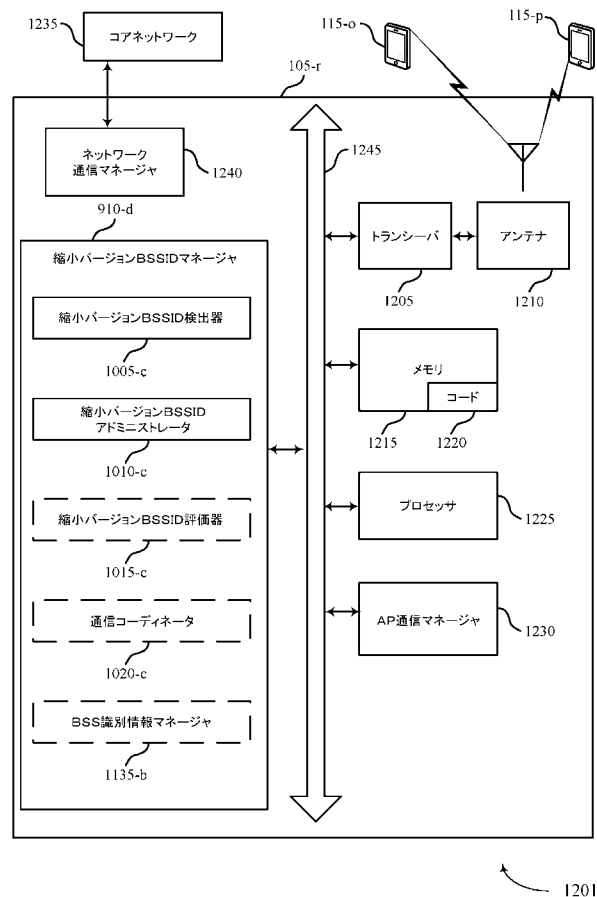 1235
コアネットワーク
115-o
115-p
105-r
ネットワーク
通信マネージャ
1240
1245
910-d
縮小バージョンBSSIDマネージャ
トランシーバ
アンテナ
1205
1210
縮小バージョンBSSID検出器
1005-c
メモリ
コード
1215
1220
縮小バージョンBSSID
アドミニストレータ
1010-c
プロセッサ
1225
縮小バージョンBSSID評価器
1015-c
AP通信マネージャ
1230
通信コーディネータ
1020-c
BSS識別情報マネージャ
1135-b
1201